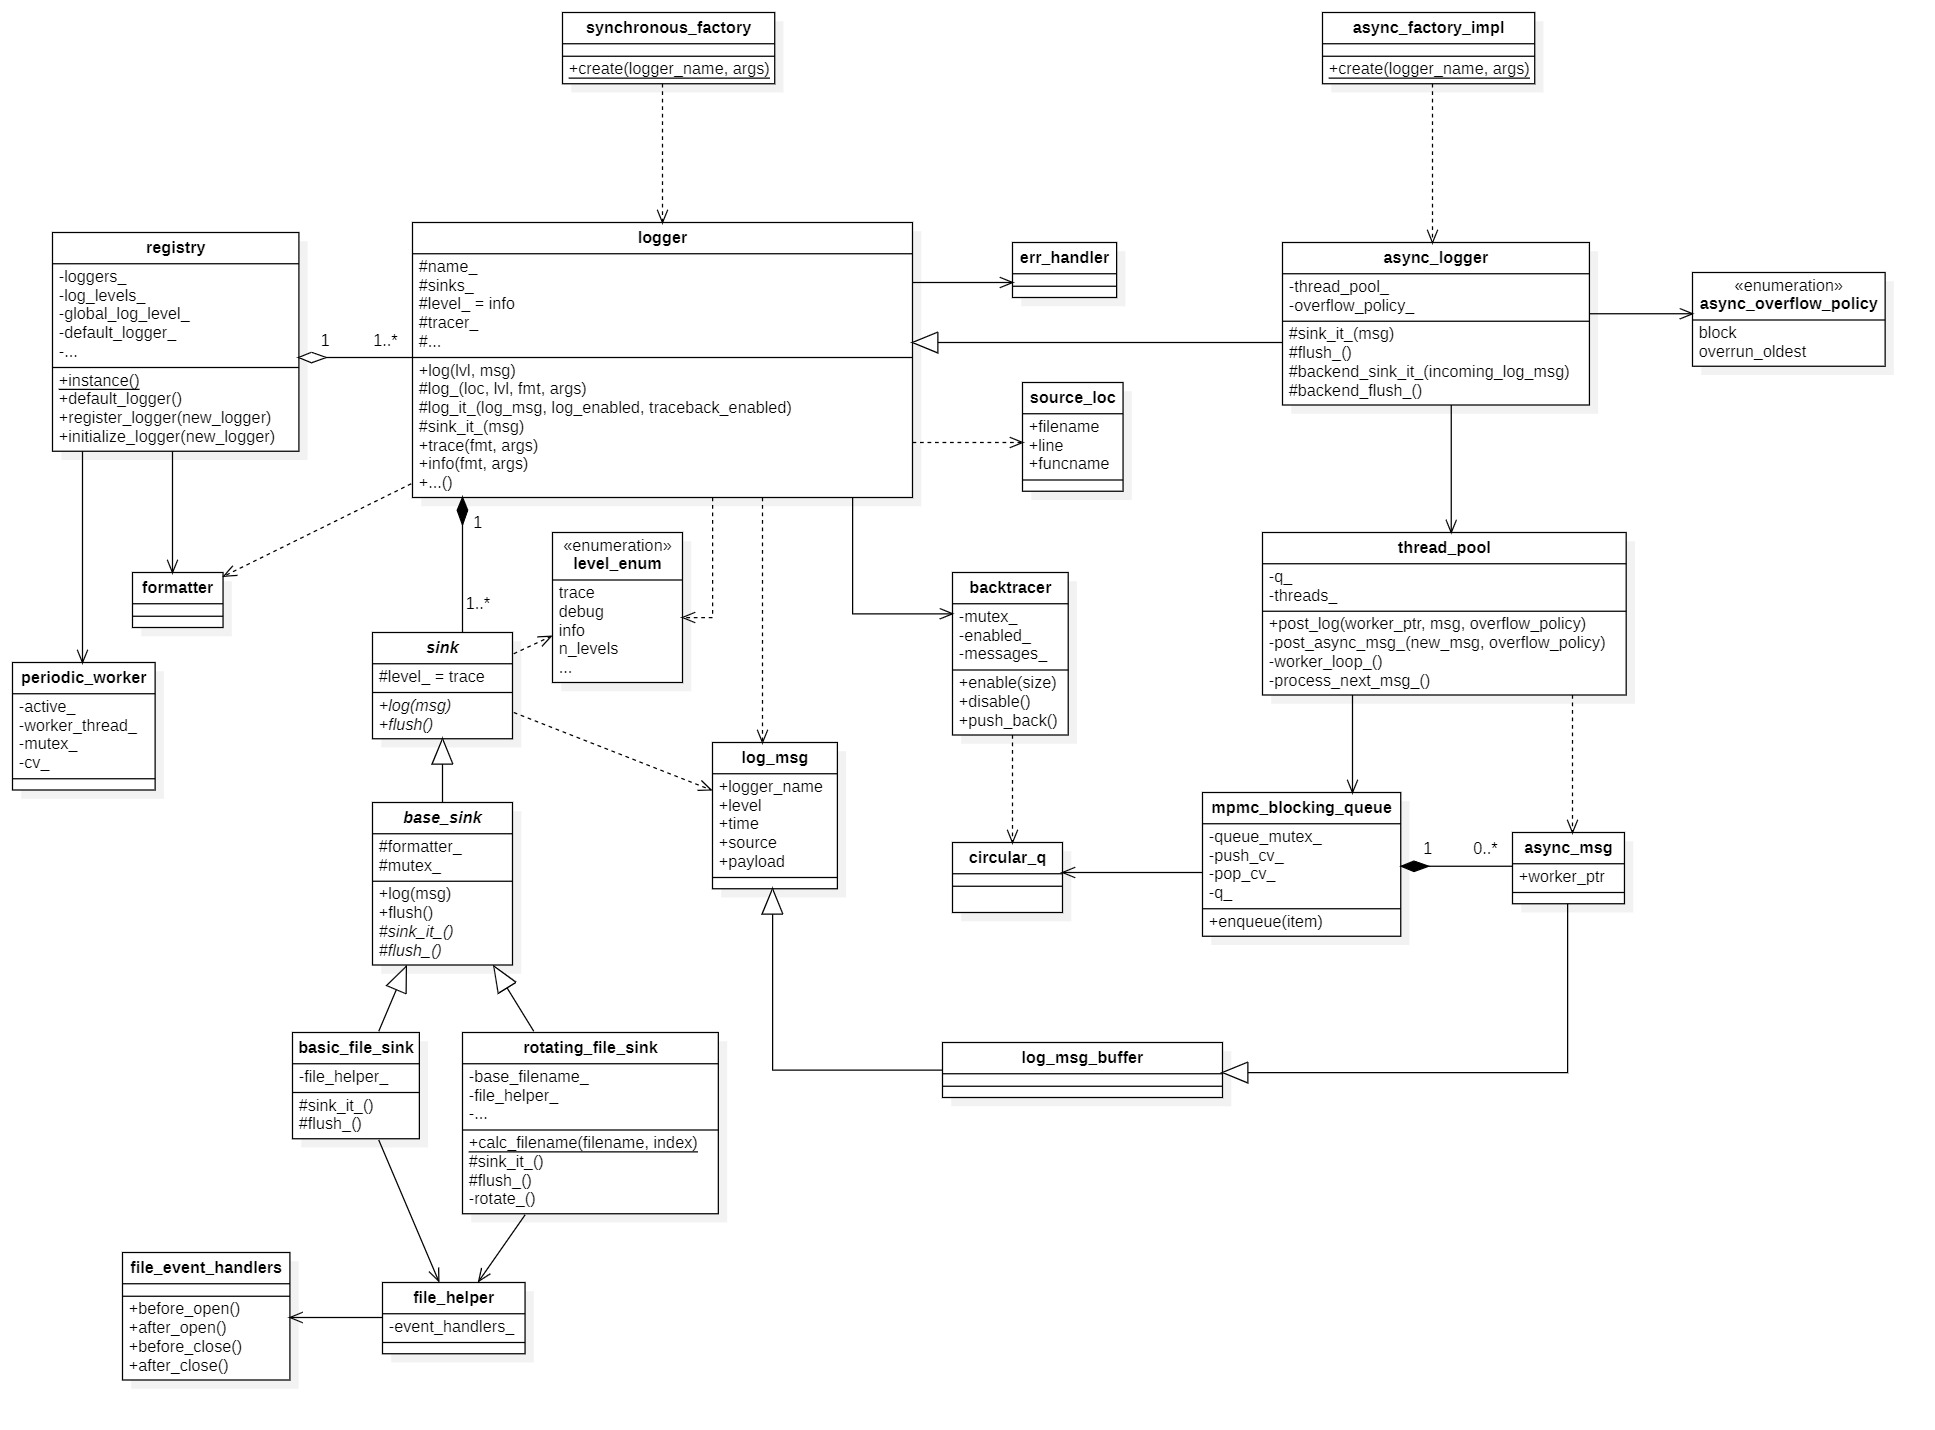 synchronous_factory
+create(logger_name, args)
async_factory_impl
+create(logger_name, args)
registry
-loggers_
-log_levels_
-global_log_level_
-default_logger_
-...
+instance()
+default_logger()
+register_logger(new_logger)
+initialize_logger(new_logger)
1
1..*
logger
#name_
#sinks_
#level_ = info
#tracer_
#...
+log(lvl, msg)
#log_(loc, lvl, fmt, args)
#log_it_(log_msg, log_enabled, traceback_enabled)
#sink_it_(msg)
+trace(fmt, args)
+info(fmt, args)
+...()
err_handler
source_loc
+filename
+line
+funcname
async_logger
-thread_pool_
-overflow_policy_
#sink_it_(msg)
#flush_()
#backend_sink_it_(incoming_log_msg)
#backend_flush_()
«enumeration»
async_overflow_policy
block
overrun_oldest
formatter
periodic_worker
-active_
-worker_thread_
-mutex_
-cv_
1
1..*
«enumeration»
level_enum
trace
debug
info
n_levels
...
sink
#level_ = trace
+log(msg)
+flush()
backtracer
-mutex_
-enabled_
-messages_
+enable(size)
+disable()
+push_back()
thread_pool
-q_
-threads_
+post_log(worker_ptr, msg, overflow_policy)
-post_async_msg_(new_msg, overflow_policy)
-worker_loop_()
-process_next_msg_()
log_msg
+logger_name
+level
+time
+source
+payload
base_sink
#formatter_
#mutex_
+log(msg)
+flush()
#sink_it_()
#flush_()
circular_q
mpmc_blocking_queue
-queue_mutex_
-push_cv_
-pop_cv_
-q_
+enqueue(item)
1
0..*
async_msg
+worker_ptr
basic_file_sink
-file_helper_
#sink_it_()
#flush_()
rotating_file_sink
-base_filename_
-file_helper_
-...
+calc_filename(filename, index)
#sink_it_()
#flush_()
-rotate_()
log_msg_buffer
file_event_handlers
+before_open()
+after_open()
+before_close()
+after_close()
file_helper
-event_handlers_